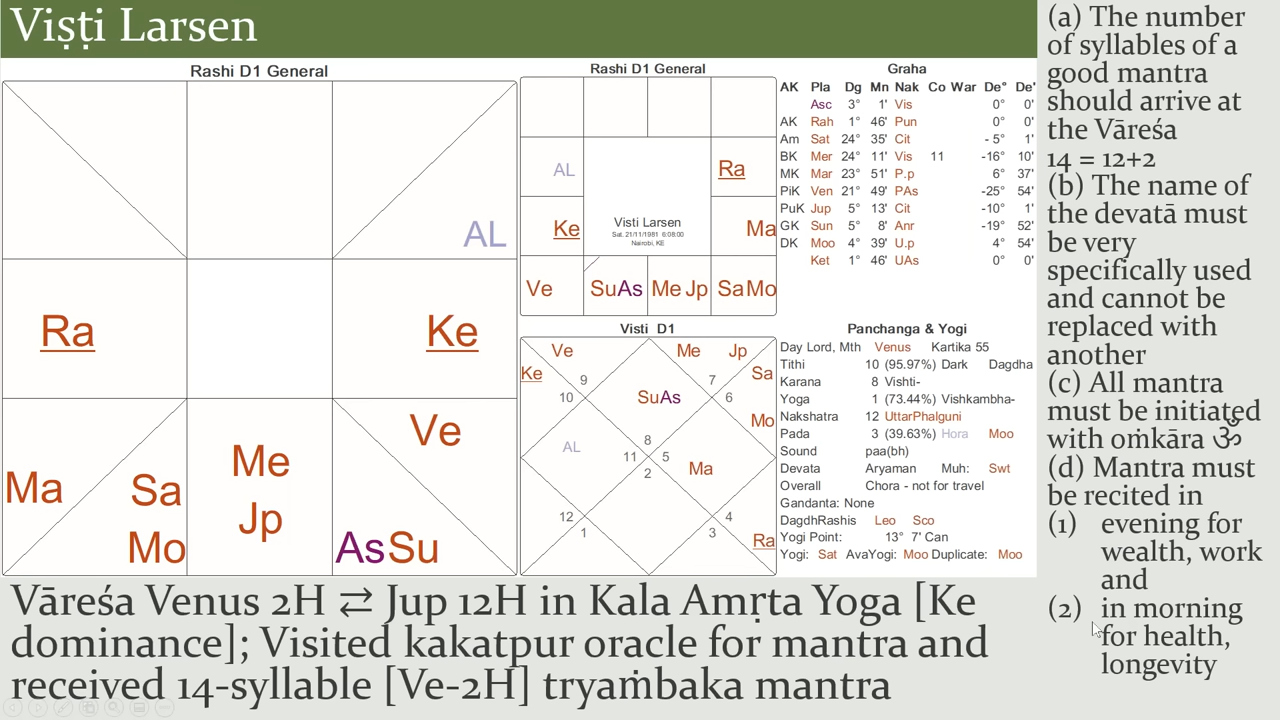 Viṣṭi Larsen
Rashi D1 General
AL
Ra
Ke
Ve
Ma
Sa
Mo
Me
Jp
AsSu
Rashi D1 General
AL
Ra
Visti Larsen
Sat. 21/11/1981 6:08:00
Nairobi, KE
Ke
Ma
Ve
SuAs
Me Jp
SaMo
Visti D1
Ve
Me
Jp
Ke
Sa
9
7
10
SuAs
6
Mo
AL
8
11
5
2
Ma
12
4
1
3
Ra
Graha
AK Pla Dg Mn Nak Co War De° De'
Asc 3° 1' Vis 0° 0'
AK Rah 1° 46' Pun 0° 0'
Am Sat 24° 35' Cit - 5° 1'
BK Mer 24° 11' Vis 11 -16° 10'
MK Mar 23° 51' P.p 6° 37'
PiK Ven 21° 49' PAs -25° 54'
PuK Jup 5° 13' Cit -10° 1'
GK Sun 5° 8' Anr -19° 52'
DK Moo 4° 39' U.p 4° 54'
Ket 1° 46' UAs 0° 0'
Panchanga & Yogi
Day Lord, Mth Venus Kartika 55
Tithi 10 (95.97%) Dark Dagdha
Karana 8 Vishti-
Yoga 1 (73.44%) Vishkambha-
Nakshatra 12 UttarPhalguni
Pada 3 (39.63%) Hora Moo
Sound paa(bh)
Devata Aryaman Muh: Swt
Overall Chora - not for travel
Gandanta: None
DagdhRashis Leo Sco
Yogi Point: 13° 7' Can
Yogi: Sat AvaYogi: Moo Duplicate: Moo
Vāreśa Venus 2H ⇄ Jup 12H in Kala Amṛta Yoga [Ke
dominance]; Visited kakatpur oracle for mantra and
received 14-syllable [Ve-2H] tryaṁbaka mantra
(a) The number
of syllables of a
good mantra
should arrive at
the Vāreśa
14 = 12+2
(b) The name of
the devatā must
be very
specifically used
and cannot be
replaced with
another
(c) All mantra
must be initiated
with oṁkāra ॐ
(d) Mantra must
be recited in
(1) evening for
wealth, work
and
(2) in morning
for health,
longevity